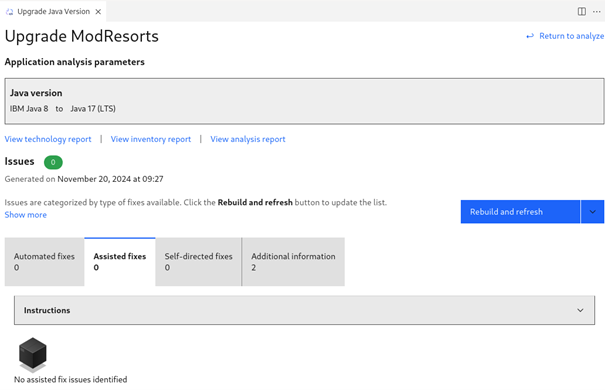 Upgrade Java Version
Upgrade ModResorts
Return to analyze
Application analysis parameters
Java version
IBM Java 8 to Java 17 (LTS)
View technology report | View inventory report | View analysis report
Issues 0
Generated on November 20, 2024 at 09:27
Issues are categorized by type of fixes available. Click the Rebuild and refresh button to update the list.
Show more
Rebuild and refresh
Automated fixes
0
Assisted fixes
0
Self-directed fixes
0
Additional information
2
Instructions
No assisted fix issues identified